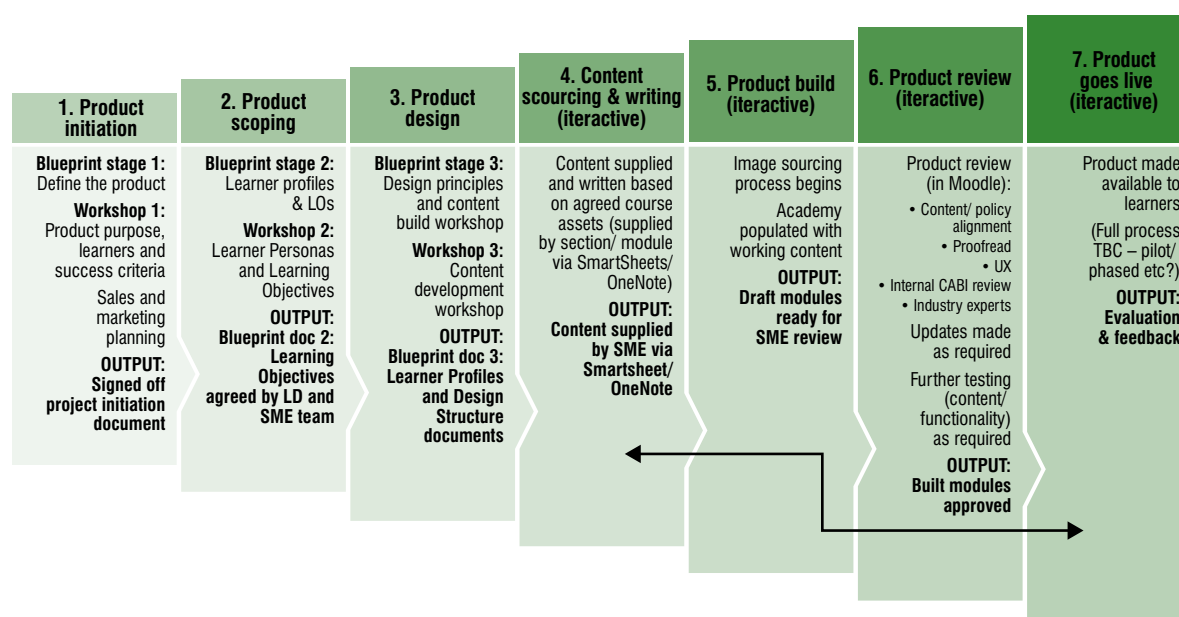 1. Product
initiation
Blueprint stage 1:
Define the product
Workshop 1:
Product purpose,
learners and
success criteria
Sales and
marketing
planning
OUTPUT:
Signed off
project initiation
document
2. Product
scoping
Blueprint stage 2:
Learner profiles
& LOs
Workshop 2:
Learner Personas
and Learning
Objectives
OUTPUT:
Blueprint doc 2:
Learning
Objectives
agreed by LD and
SME team
3. Product
design
Blueprint stage 3:
Design principles
and content
build workshop
Workshop 3:
Content
development
workshop
OUTPUT:
Blueprint doc 3:
Learner Profiles
and Design
Structure
documents
4. Content
scourcing & writing
(iteractive)
Content supplied
and written based
on agreed course
assets (supplied
by section/ module
via SmartSheets/
OneNote)
OUTPUT:
Content supplied
by SME via
Smartsheet/
OneNote
5. Product build
(iteractive)
Image sourcing
process begins
Academy
populated with
working content
OUTPUT:
Draft modules
ready for
SME review
6. Product review
(iteractive)
Product review
(in Moodle):
• Content/ policy
alignment
• Proofread
• UX
• Internal CABI review
• Industry experts
Updates made
as required
Further testing
(content/
functionality)
as required
OUTPUT:
Built modules
approved
7. Product
goes live
(iteractive)
Product made
available to
learners
(Full process
TBC – pilot/
phased etc?)
OUTPUT:
Evaluation
& feedback